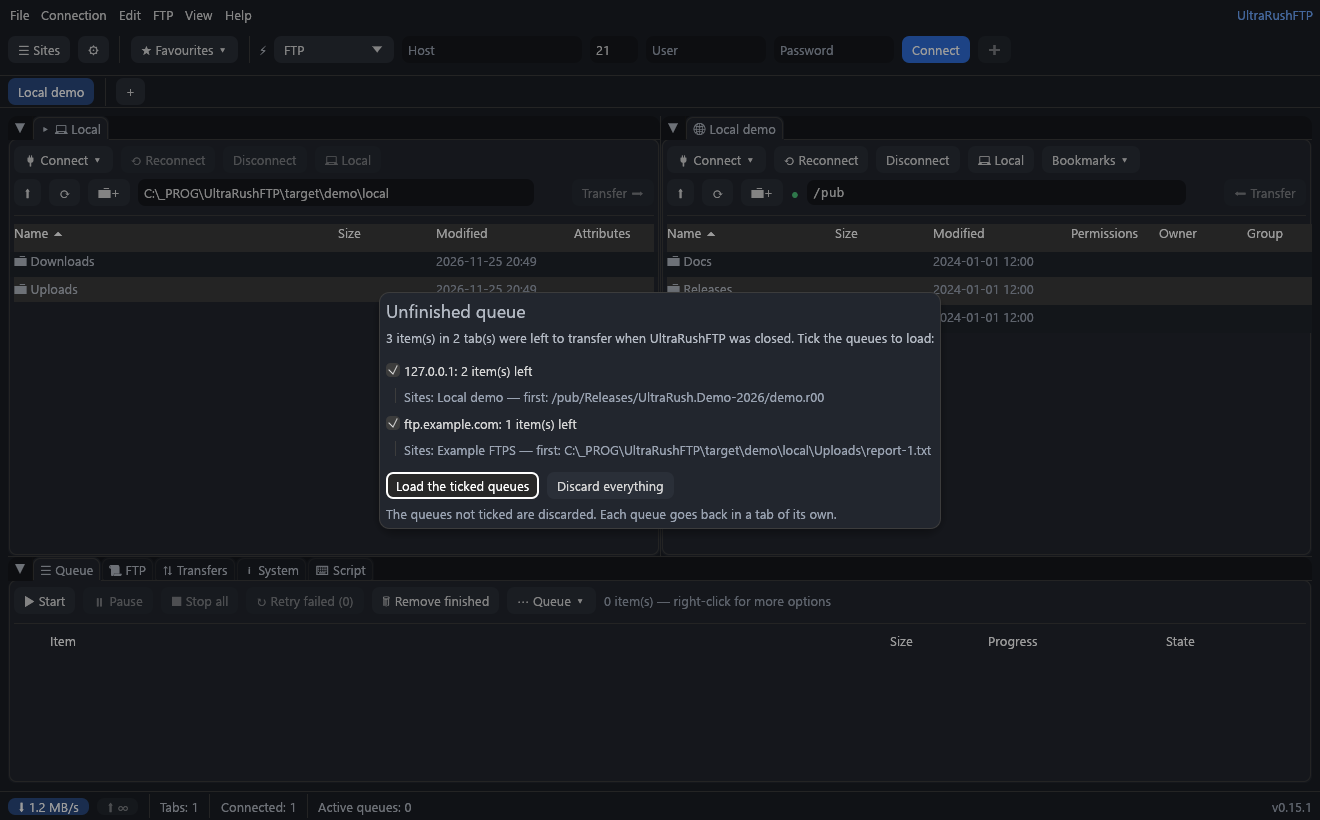 File Connection Edit FTP View Help UltraRushFTP
Sites Favourites FTP Host 21 User Password Connect +
Local demo +
Local Local demo
Connect Reconnect Disconnect Local Connect Reconnect Disconnect Local Bookmarks
C:\_PROG\UltraRushFTP\target\demo\local Transfer /pub Transfer
Name Size Modified Attributes Name Size Modified Permissions Owner Group
Downloads 2026-11-25 20:49 Docs 2024-01-01 12:00
Uploads 2026-11-25 20:49 Releases 2024-01-01 12:00
2024-01-01 12:00
Unfinished queue
3 item(s) in 2 tab(s) were left to transfer when UltraRushFTP was closed. Tick the queues to load:
127.0.0.1: 2 item(s) left
Sites: Local demo — first: /pub/Releases/UltraRush.Demo-2026/demo.r00
ftp.example.com: 1 item(s) left
Sites: Example FTPS — first: C:\_PROG\UltraRushFTP\target\demo\local\Uploads\report-1.txt
Load the ticked queues Discard everything
The queues not ticked are discarded. Each queue goes back in a tab of its own.
Queue FTP Transfers System Script
Start Pause Stop all Retry failed (0) Remove finished ··· Queue 0 item(s) — right-click for more options
Item Size Progress State
1.2 MB/s ∞ Tabs: 1 Connected: 1 Active queues: 0 v0.15.1